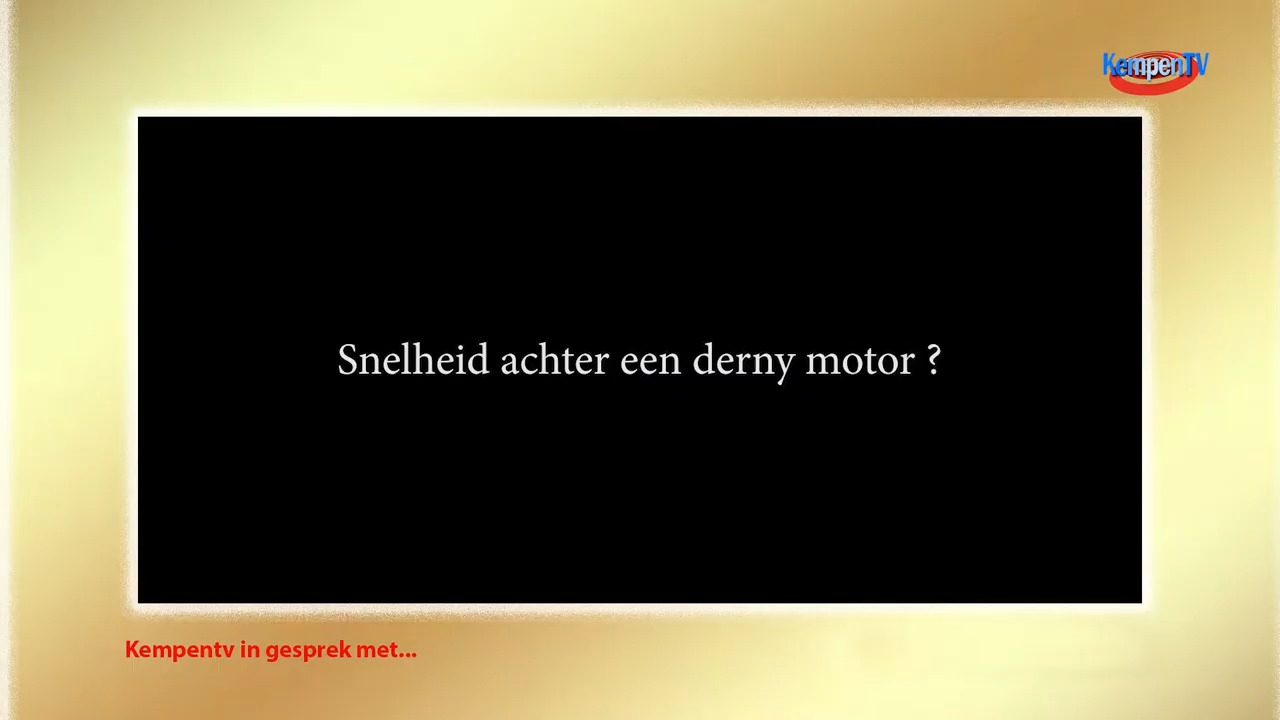 KempenTV
Snelheid achter een derny motor ?
Kempentv in gesprek met...